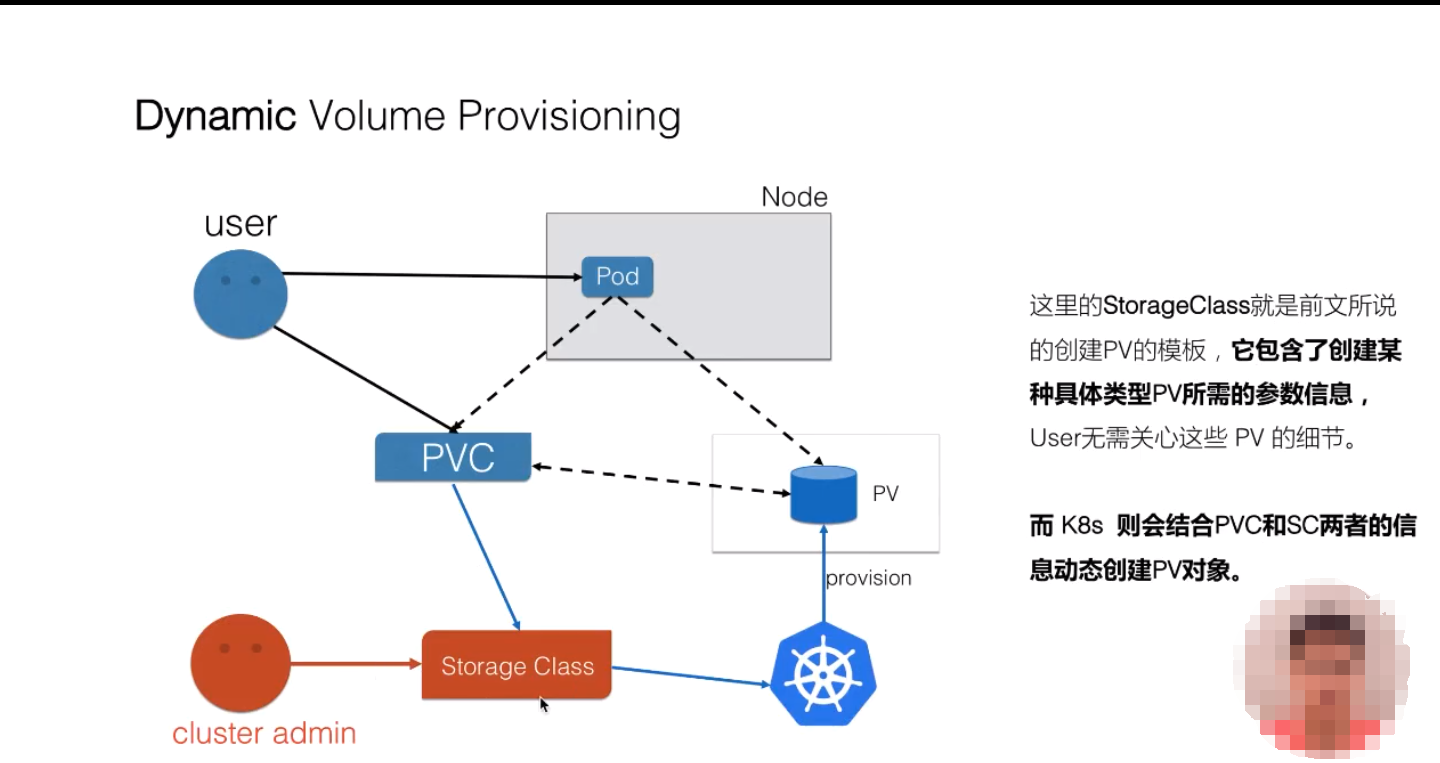 Dynamic Volume Provisioning
Node
user
Pod
PVC
PV
provision
Storage Class
cluster admin
这里的StorageClass就是前文所说
的创建PV的模板，它包含了创建某
种具体类型PV所需的参数信息，
User无需关心这些 PV 的细节。
而 K8s 则会结合PVC和SC两者的信
息动态创建PV对象。